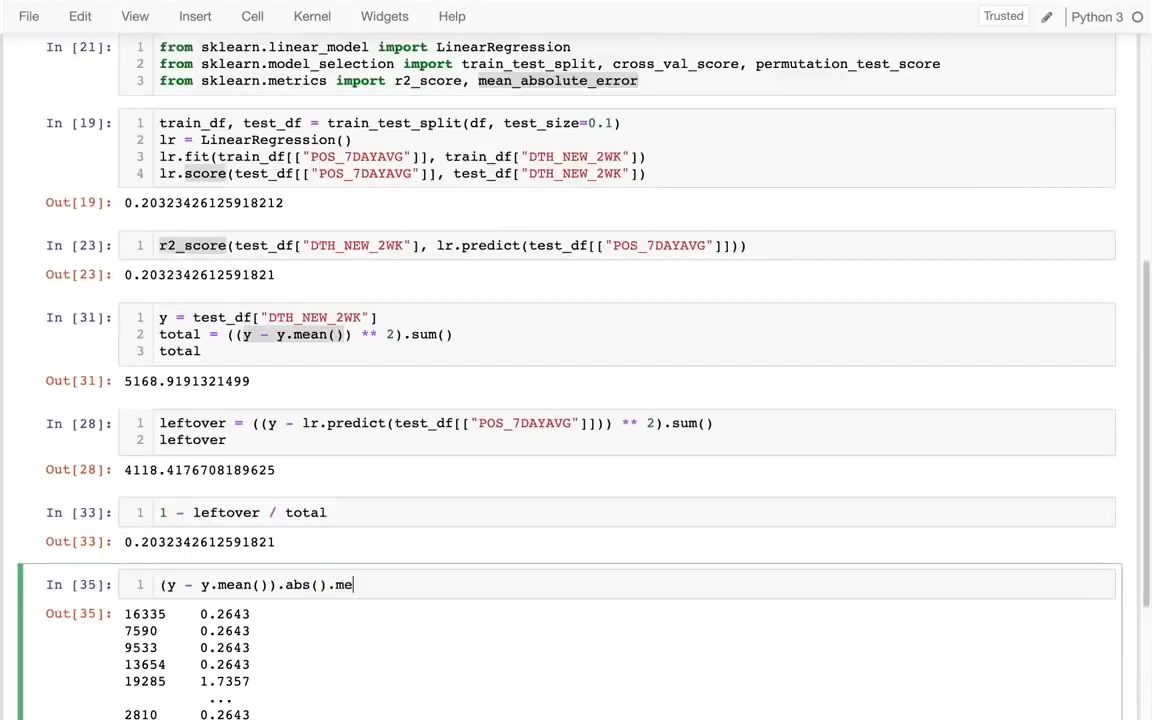 File Edit View Insert Cell Kernel Widgets Help Trusted Python 3
In [21]: 1 from sklearn.linear_model import LinearRegression
2 from sklearn.model_selection import train_test_split, cross_val_score, permutation_test_score
3 from sklearn.metrics import r2_score, mean_absolute_error
In [19]: 1 train_df, test_df = train_test_split(df, test_size=0.1)
2 lr = LinearRegression()
3 lr.fit(train_df[["POS_7DAYAVG"]], train_df["DTH_NEW_2WK"])
4 lr.score(test_df[["POS_7DAYAVG"]], test_df["DTH_NEW_2WK"])
Out[19]: 0.20323426125918212
In [23]: 1 r2_score(test_df["DTH_NEW_2WK"], lr.predict(test_df[["POS_7DAYAVG"]]))
Out[23]: 0.2032342612591821
In [31]: 1 y = test_df["DTH_NEW_2WK"]
2 total = ((y - y.mean()) ** 2).sum()
3 total
Out[31]: 5168.9191321499
In [28]: 1 leftover = ((y - lr.predict(test_df[["POS_7DAYAVG"]])) ** 2).sum()
2 leftover
Out[28]: 4118.4176708189625
In [33]: 1 1 - leftover / total
Out[33]: 0.2032342612591821
In [35]: 1 (y - y.mean()).abs().me
Out[35]: 16335 0.2643
7590 0.2643
9533 0.2643
13654 0.2643
19285 1.7357
...
2810 0.2643